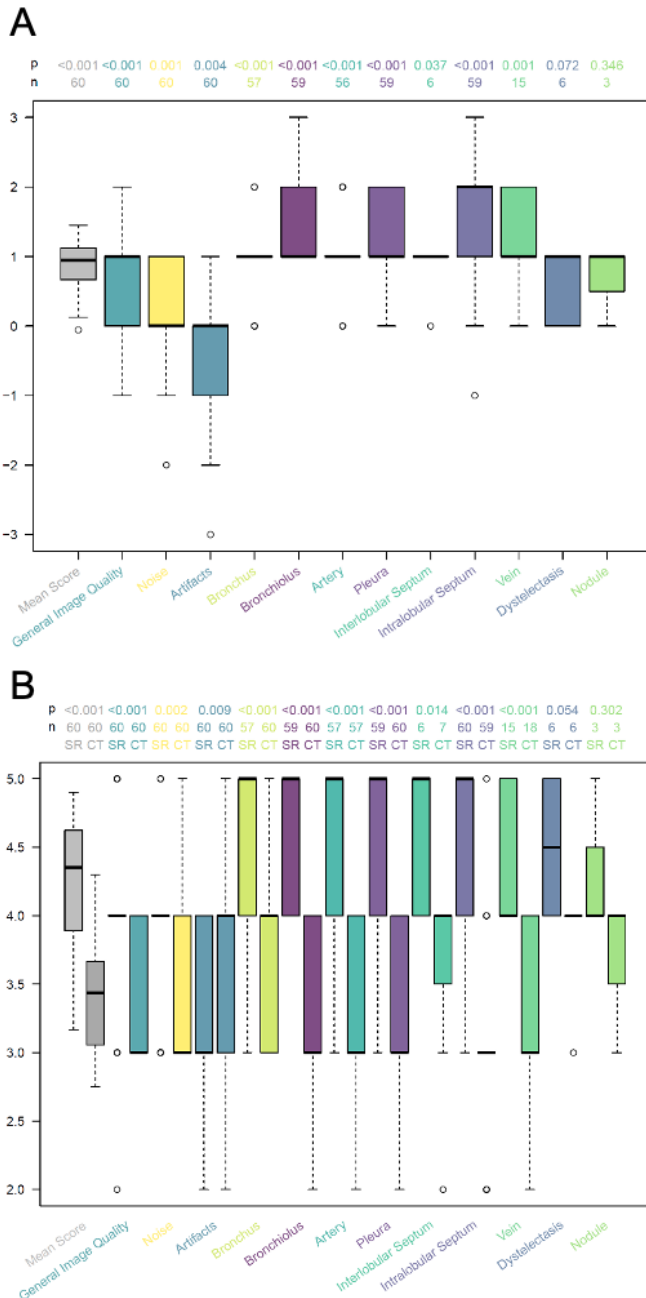 A
p <0.001 <0.001 0.001 0.004 <0.001 <0.001 <0.001 <0.001 0.037 <0.001 0.001 0.072 0.346
n 60 60 60 60 57 59 56 59 6 59 15 6 3
3
2
1
0
−1
−2
−3
Mean Score
General Image Quality
Noise
Artifacts
Bronchus
Bronchiolus
Artery
Pleura
Interlobular Septum
Intralobular Septum
Vein
Dystelectasis
Nodule
B
p <0.001 <0.001 0.002 0.009 <0.001 <0.001 <0.001 <0.001 0.014 <0.001 <0.001 0.054 0.302
n 60 60 60 60 60 60 60 60 57 60 59 60 57 57 59 60 6 7 60 59 15 18 6 6 3 3
SR CT SR CT SR CT SR CT SR CT SR CT SR CT SR CT SR CT SR CT SR CT SR CT SR CT
5.0
4.5
4.0
3.5
3.0
2.5
2.0
Mean Score
General Image Quality
Noise
Artifacts
Bronchus
Bronchiolus
Artery
Pleura
Interlobular Septum
Intralobular Septum
Vein
Dystelectasis
Nodule